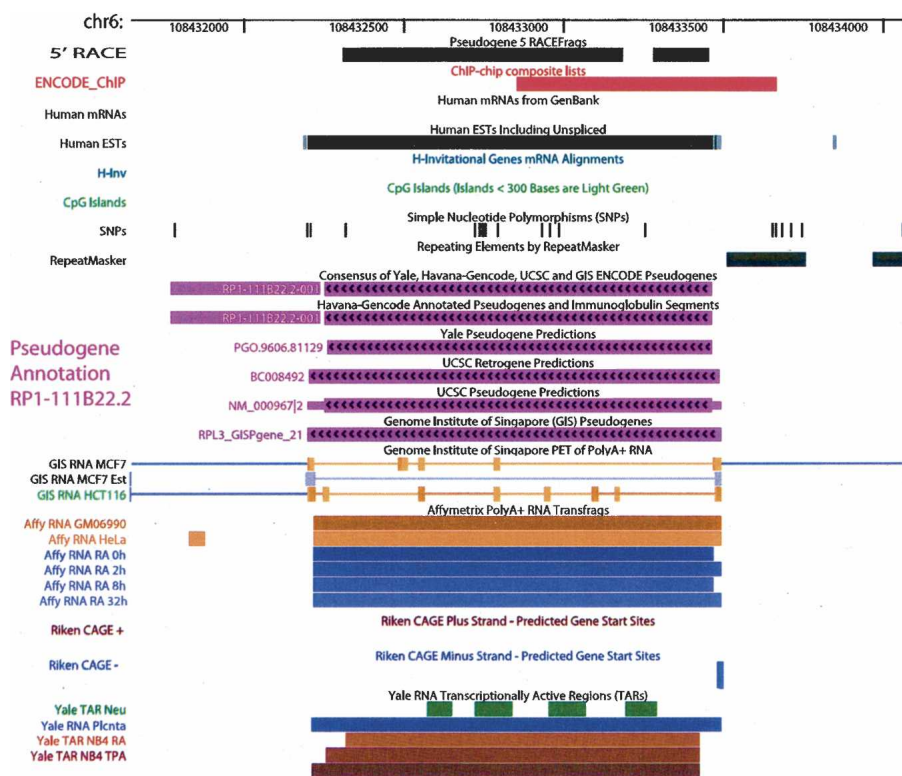 chr6: 108432000 108432500 108433000 108433500 108434000
Pseudogene 5 RACEFrags
5' RACE
ChIP-chip composite lists
ENCODE_ChIP
Human mRNAs from GenBank
Human mRNAs
Human ESTs Including Unspliced
Human ESTs
H-Invitational Genes mRNA Alignments
H-Inv
CpG Islands (Islands < 300 Bases are Light Green)
CpG Islands
Simple Nucleotide Polymorphisms (SNPs)
SNPs
Repeating Elements by RepeatMasker
RepeatMasker
Consensus of Yale, Havana-Gencode, UCSC and GIS ENCODE Pseudogenes
RP1-111B22.2-001
Havana-Gencode Annotated Pseudogenes and Immunoglobulin Segments
RP1-111B22.2-001
Yale Pseudogene Predictions
PGO.9606.81129
UCSC Retrogene Predictions
BC008492
UCSC Pseudogene Predictions
NM_000967|2
Genome Institute of Singapore (GIS) Pseudogenes
RPL3_GISPgene_21
Pseudogene
Annotation
RP1-111B22.2
Genome Institute of Singapore PET of PolyA+ RNA
GIS RNA MCF7
GIS RNA MCF7 Est
GIS RNA HCT116
Affymetrix PolyA+ RNA Transfrags
Affy RNA GM06990
Affy RNA HeLa
Affy RNA RA 0h
Affy RNA RA 2h
Affy RNA RA 8h
Affy RNA RA 32h
Riken CAGE Plus Strand - Predicted Gene Start Sites
Riken CAGE +
Riken CAGE Minus Strand - Predicted Gene Start Sites
Riken CAGE -
Yale RNA Transcriptionally Active Regions (TARs)
Yale TAR Neu
Yale RNA Plcnta
Yale TAR NB4 RA
Yale TAR NB4 TPA